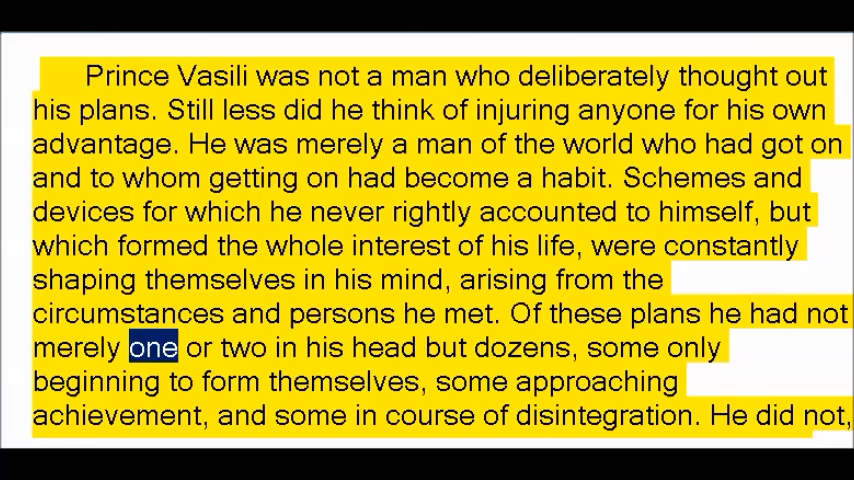 Prince Vasili was not a man who deliberately thought out
his plans. Still less did he think of injuring anyone for his own
advantage. He was merely a man of the world who had got on
and to whom getting on had become a habit. Schemes and
devices for which he never rightly accounted to himself, but
which formed the whole interest of his life, were constantly
shaping themselves in his mind, arising from the
circumstances and persons he met. Of these plans he had not
merely one or two in his head but dozens, some only
beginning to form themselves, some approaching
achievement, and some in course of disintegration. He did not,